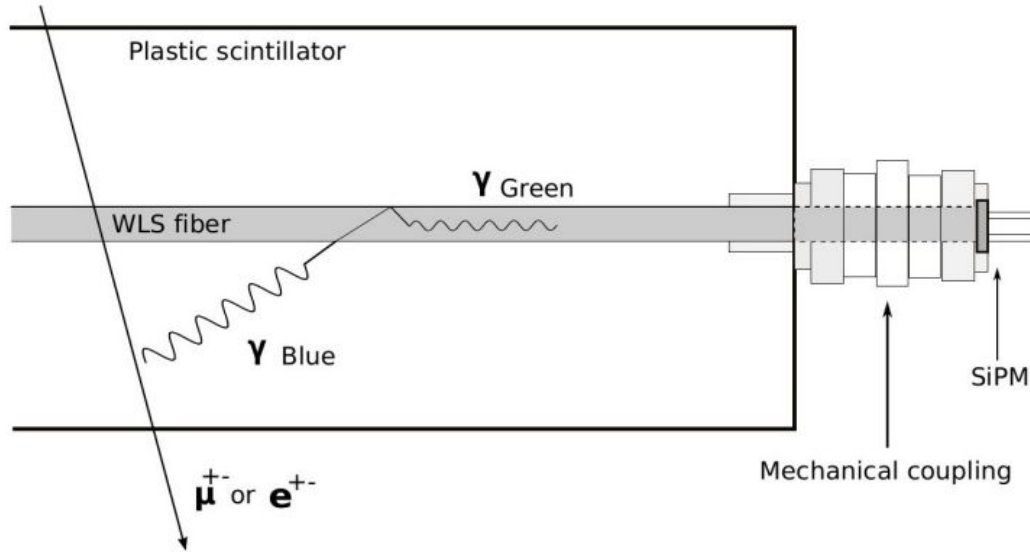 Plastic scintillator
γ Green
WLS fiber
γ Blue
SiPM
Mechanical coupling
μ+- or e+-